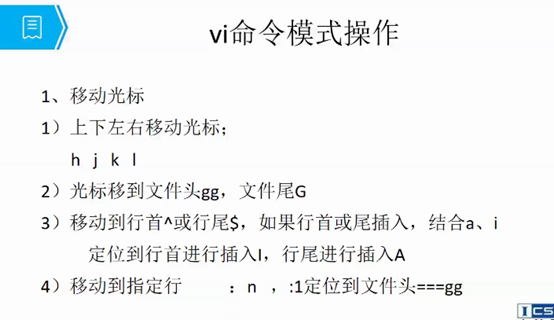 vi命令模式操作
1、移动光标
1）上下左右移动光标；
h j k l
2）光标移到文件头gg，文件尾G
3）移动到行首^或行尾$，如果行首或尾插入，结合a、i
定位到行首进行插入I，行尾进行插入A
4）移动到指定行 ：n ，:1定位到文件头===gg
ICS